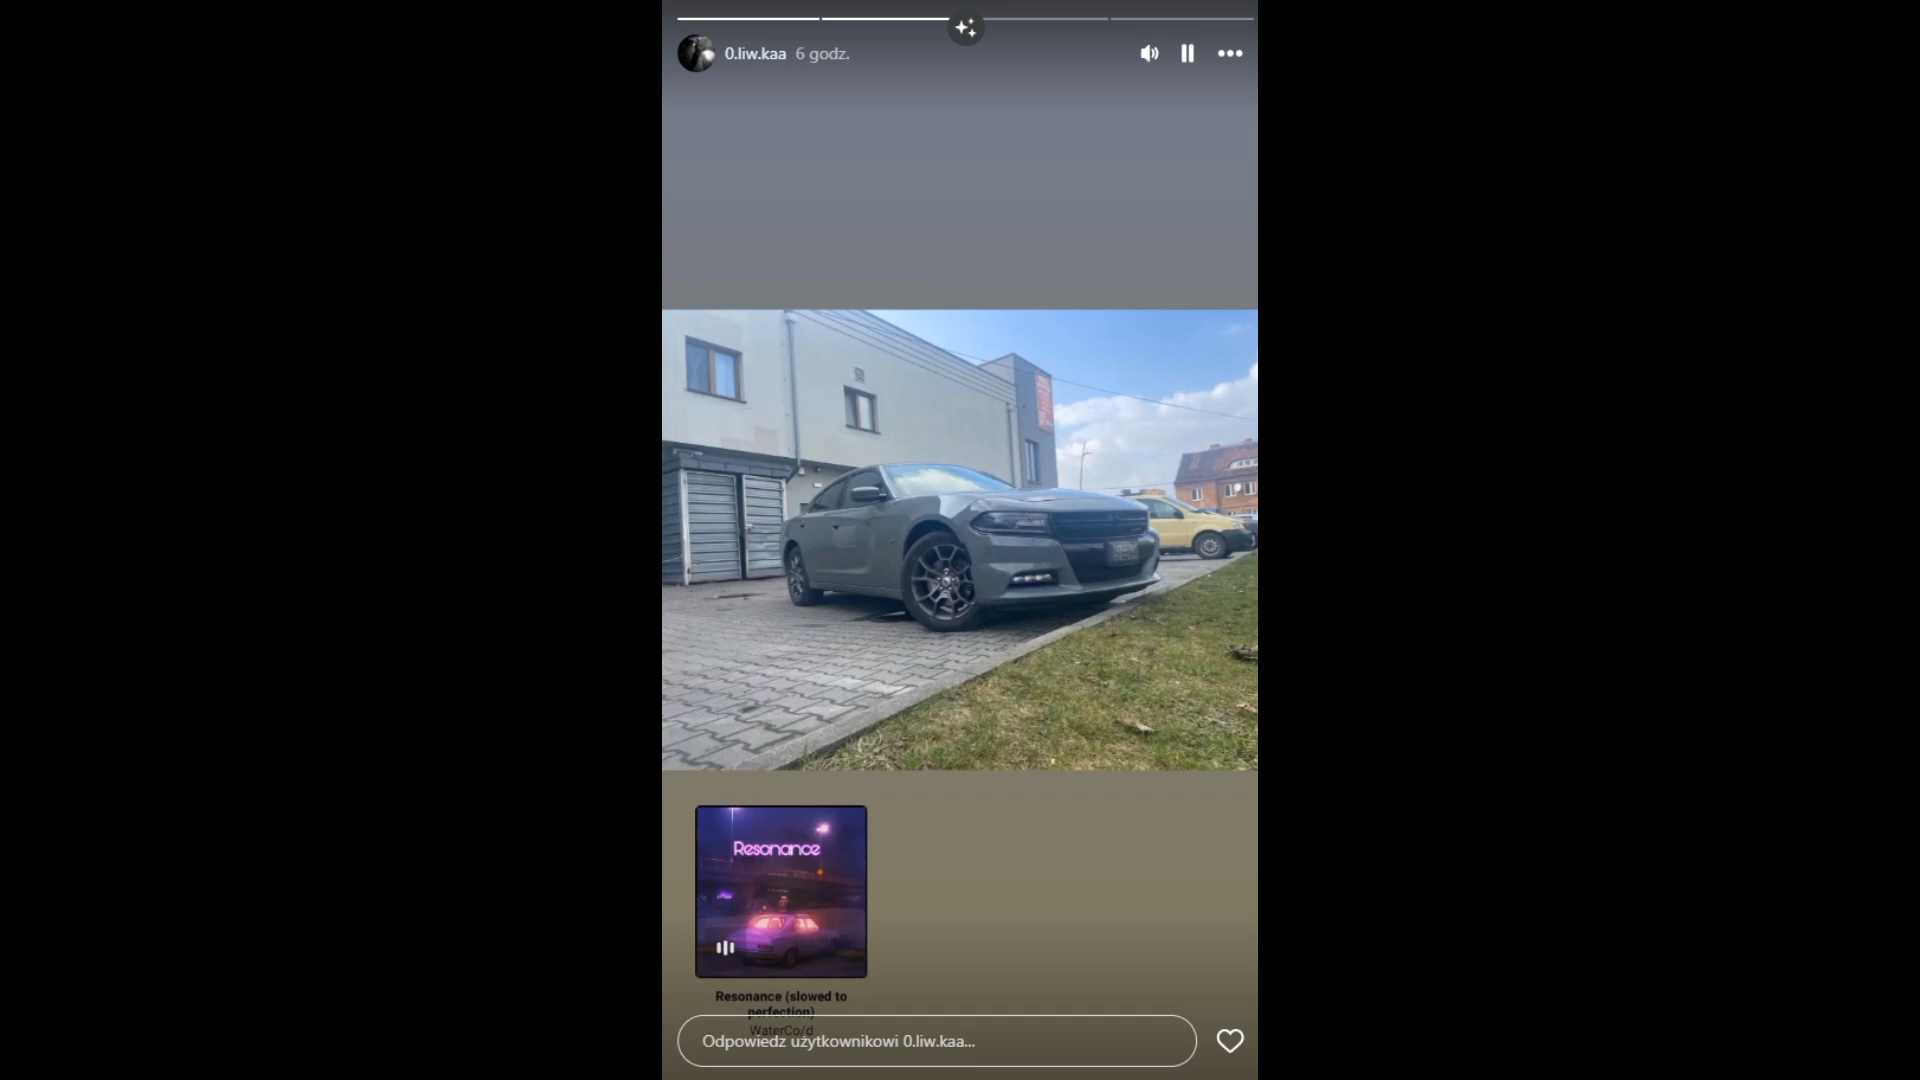 0.liw.kaa 6 godz.
Resonance
Resonance (slowed to
perfection)
WaterCo/d
Odpowiedz użytkownikowi 0.liw.kaa...